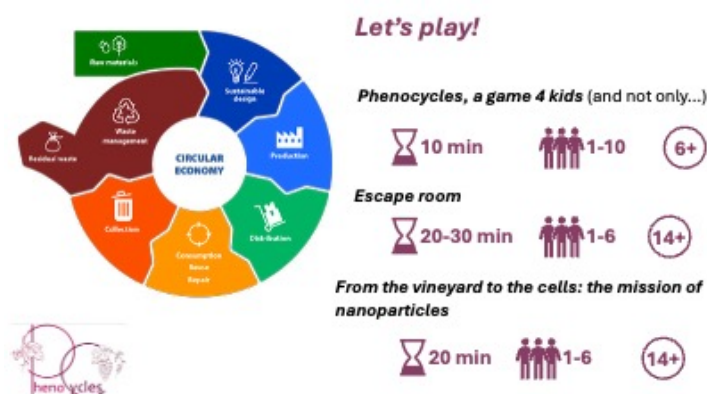 Let's play!
Raw materials
Sustainable
design
Waste
management
Residual waste
CIRCULAR
ECONOMY
Production
Collection
Distribution
Consumption
Reuse
Repair
Phenocycles, a game 4 kids (and not only...)
10 min 1-10 6+
Escape room
20-30 min 1-6 14+
From the vineyard to the cells: the mission of
nanoparticles
20 min 1-6 14+
Phenocycles